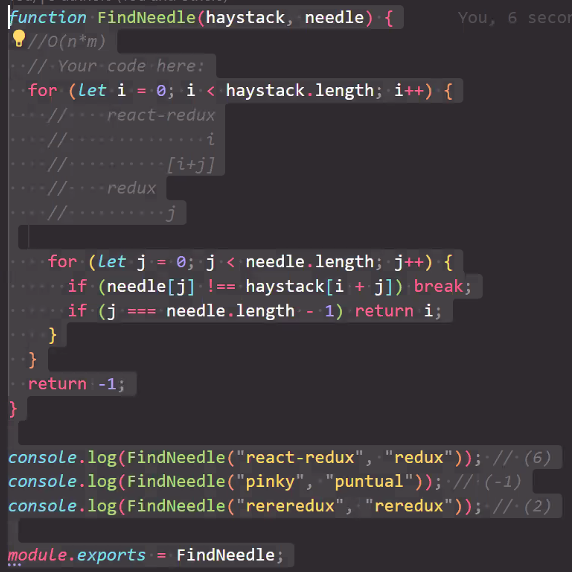 function FindNeedle(haystack, needle) { You, 6 secon
//O(n*m)
// Your code here:
for (let i = 0; i < haystack.length; i++) {
// react-redux
// i
// [i+j]
// redux
// j
for (let j = 0; j < needle.length; j++) {
if (needle[j] !== haystack[i + j]) break;
if (j === needle.length - 1) return i;
}
}
return -1;
}
console.log(FindNeedle("react-redux", "redux")); // (6)
console.log(FindNeedle("pinky", "puntual")); // (-1)
console.log(FindNeedle("rereredux", "reredux")); // (2)
module.exports = FindNeedle;